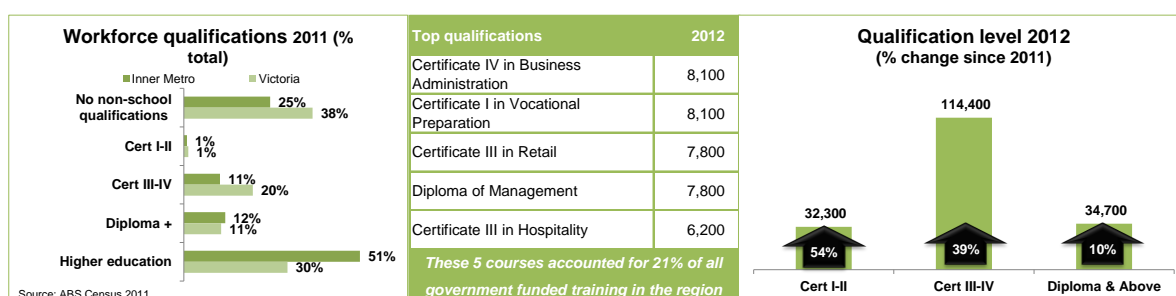 Workforce qualifications 2011 (%
total)
Inner Metro Victoria
No non-school
qualifications
25%
38%
Cert I-II
1%
1%
Cert III-IV
11%
20%
Diploma +
12%
11%
Higher education
51%
30%
Source: ABS Census 2011
Top qualifications 2012
Certificate IV in Business
Administration
8,100
Certificate I in Vocational
Preparation
8,100
Certificate III in Retail 7,800
Diploma of Management 7,800
Certificate III in Hospitality 6,200
These 5 courses accounted for 21% of all
government funded training in the region
Qualification level 2012
(% change since 2011)
32,300
114,400
34,700
54%
39%
10%
Cert I-II
Cert III-IV
Diploma & Above